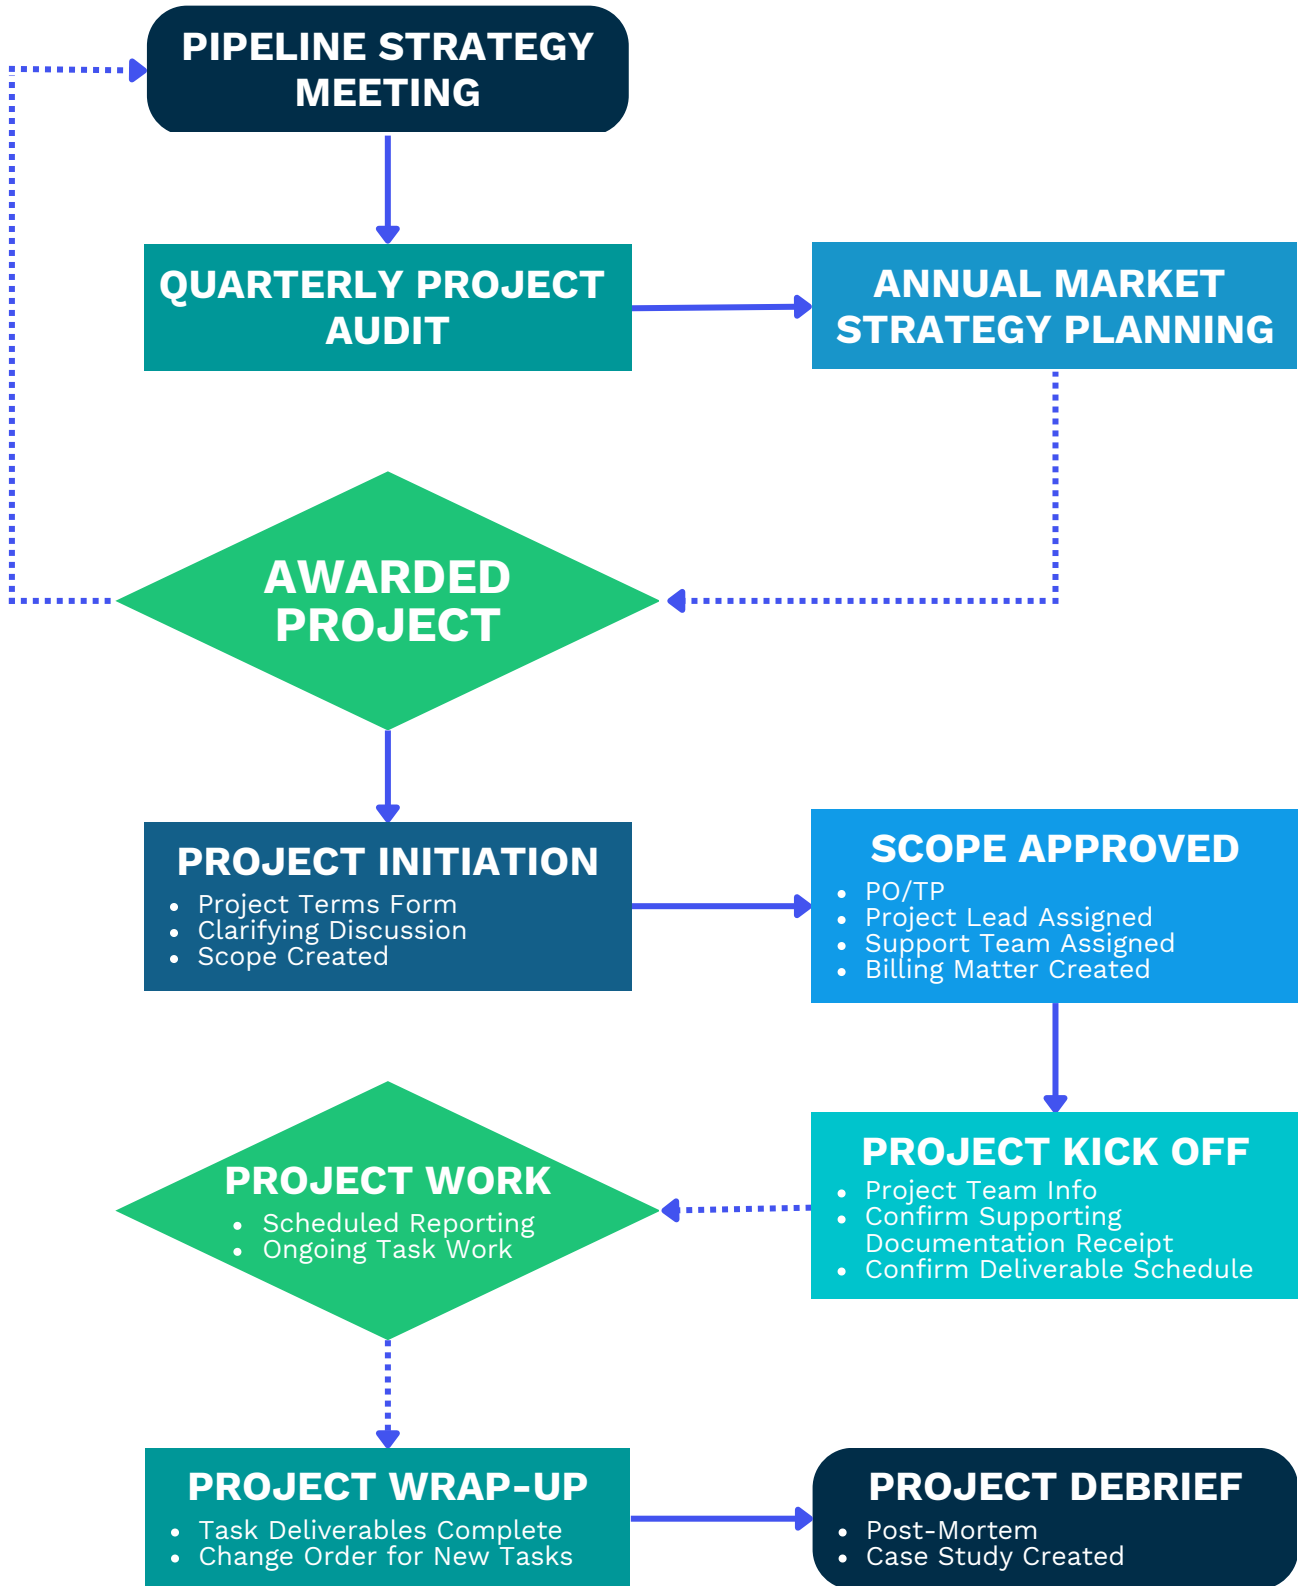 PIPELINE STRATEGY
MEETING
QUARTERLY PROJECT
AUDIT
ANNUAL MARKET
STRATEGY PLANNING
AWARDED
PROJECT
PROJECT INITIATION
• Project Terms Form
• Clarifying Discussion
• Scope Created
SCOPE APPROVED
• PO/TP
• Project Lead Assigned
• Support Team Assigned
• Billing Matter Created
PROJECT KICK OFF
• Project Team Info
• Confirm Supporting
Documentation Receipt
• Confirm Deliverable Schedule
PROJECT WORK
• Scheduled Reporting
• Ongoing Task Work
PROJECT WRAP-UP
• Task Deliverables Complete
• Change Order for New Tasks
PROJECT DEBRIEF
• Post-Mortem
• Case Study Created